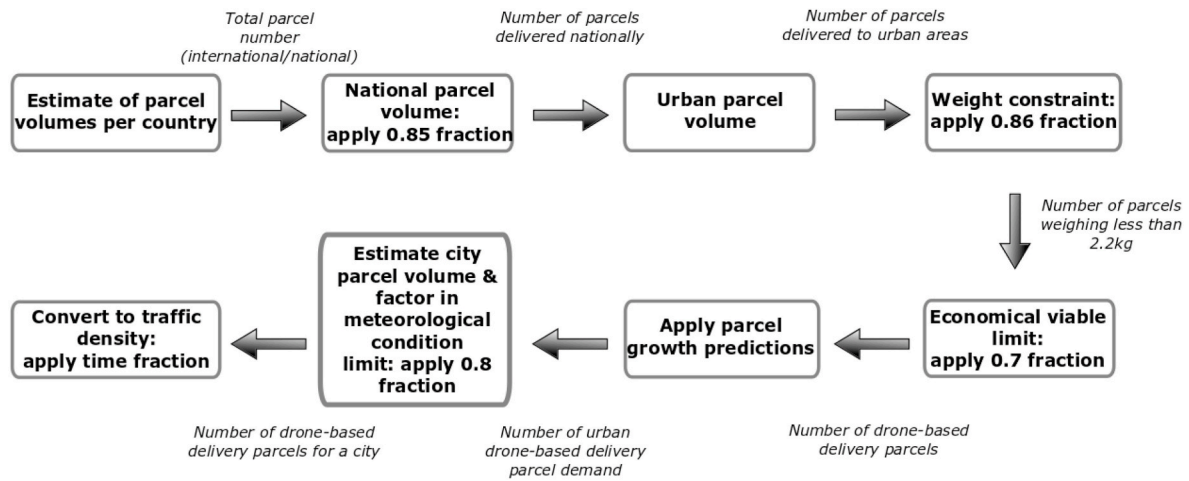 Total parcel
number
(international/national)
Number of parcels
delivered nationally
Number of parcels
delivered to urban areas
Estimate of parcel
volumes per country
National parcel
volume:
apply 0.85 fraction
Urban parcel
volume
Weight constraint:
apply 0.86 fraction
Number of parcels
weighing less than
2.2kg
Economical viable
limit:
apply 0.7 fraction
Number of drone-based
delivery parcels
Apply parcel
growth predictions
Number of urban
drone-based delivery
parcel demand
Estimate city
parcel volume &
factor in
meteorological
condition
limit: apply 0.8
fraction
Number of drone-based
delivery parcels for a city
Convert to traffic
density:
apply time fraction